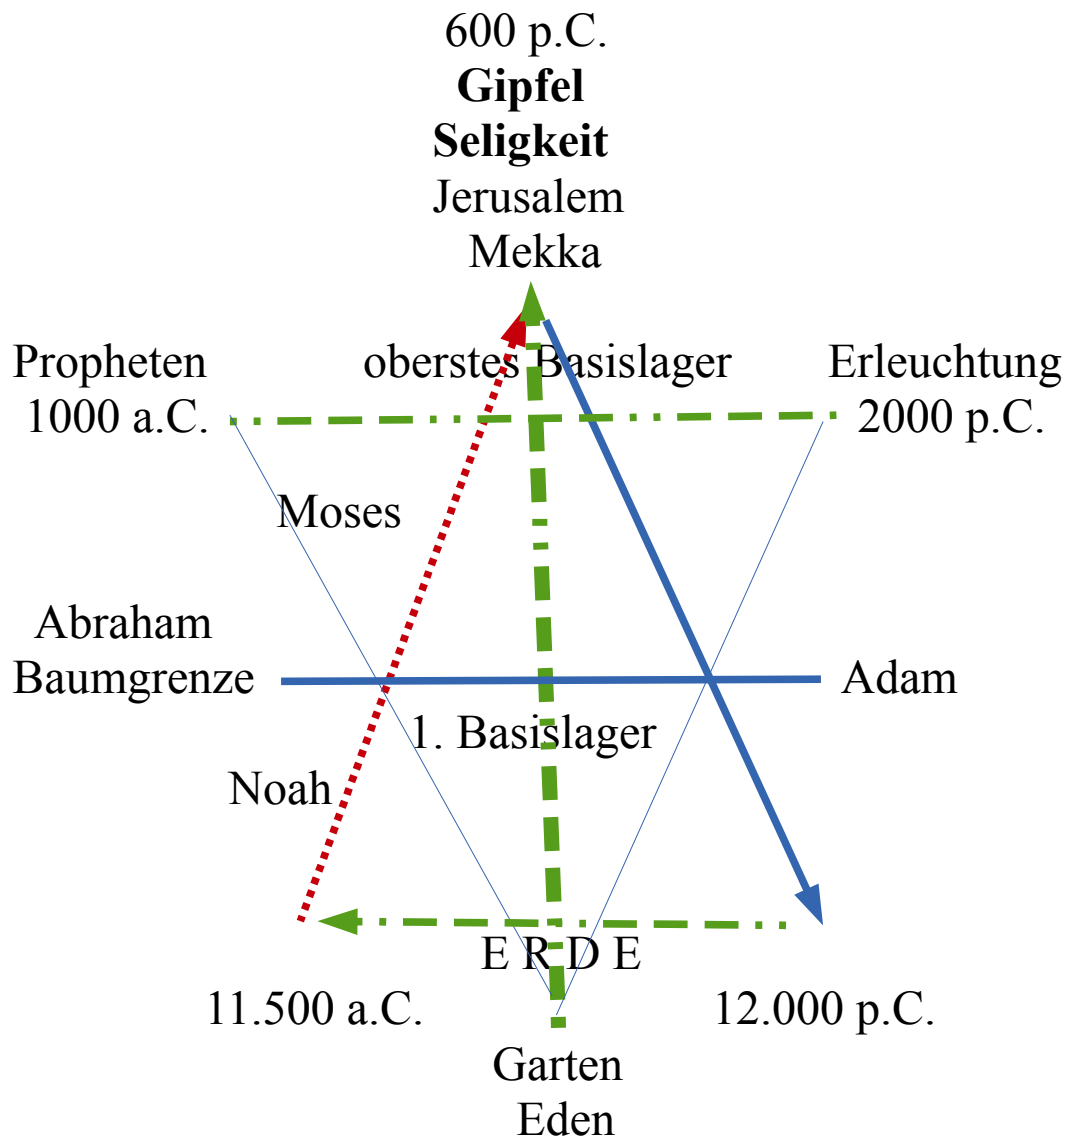 600 p.C.
Gipfel
Seligkeit
Jerusalem
Mekka
Propheten oberstes Basislager Erleuchtung
1000 a.C. 2000 p.C.
Moses
Abraham
Baumgrenze Adam
1. Basislager
Noah
E R D E
11.500 a.C. 12.000 p.C.
Garten
Eden